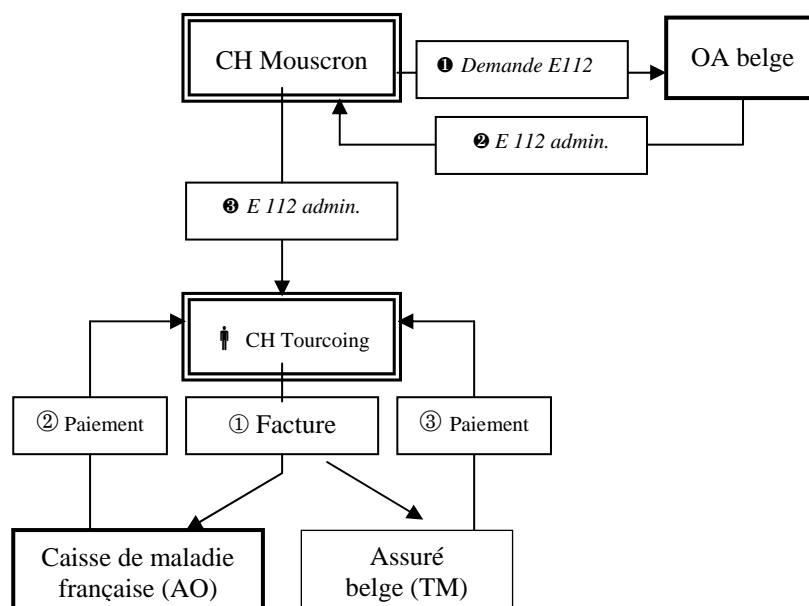 CH Mouscron
❶ Demande E112
OA belge
❷ E 112 admin.
❸ E 112 admin.
CH Tourcoing
② Paiement
① Facture
③ Paiement
Caisse de maladie
française (AO)
Assuré
belge (TM)